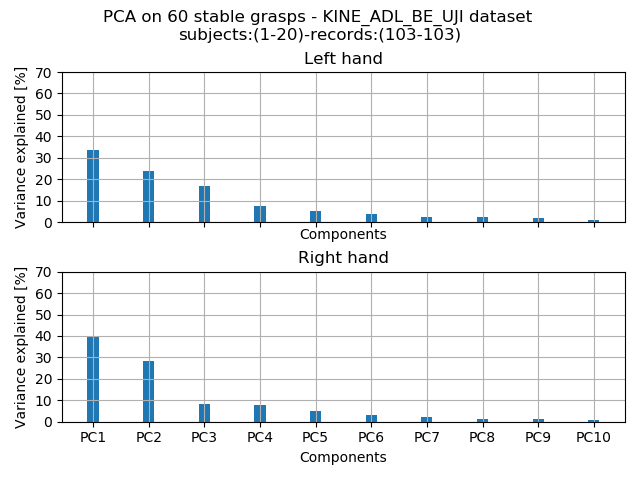 PCA on 60 stable grasps - KINE_ADL_BE_UJI dataset
subjects:(1-20)-records:(103-103)
Left hand
Variance explained [%]
70
60
50
40
30
20
10
0
Components
Right hand
Variance explained [%]
70
60
50
40
30
20
10
0
PC1 PC2 PC3 PC4 PC5 PC6 PC7 PC8 PC9 PC10
Components